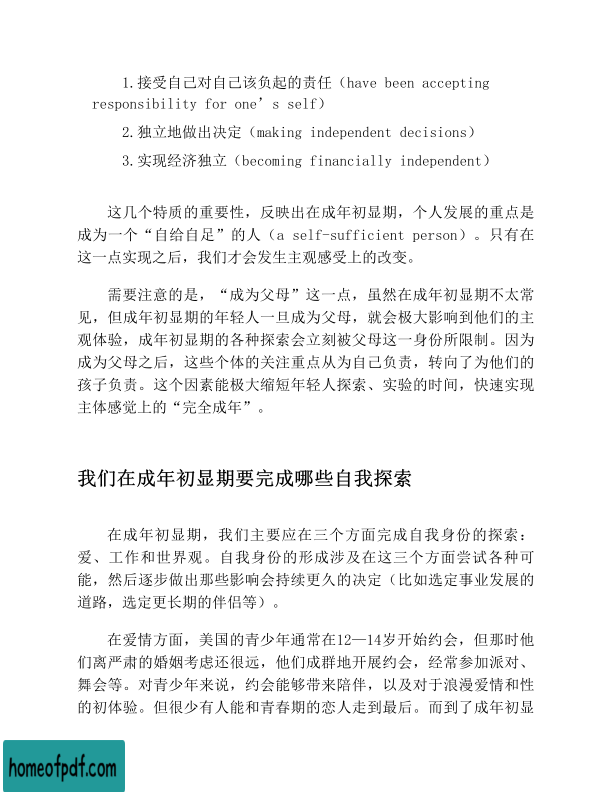 1.接受自己对自己该负起的责任（have been accepting
responsibility for one’s self）
2.独立地做出决定（making independent decisions）
3.实现经济独立（becoming financially independent）
这几个特质的重要性，反映出在成年初显期，个人发展的重点是
成为一个“自给自足”的人（a self-sufficient person）。只有在
这一点实现之后，我们才会发生主观感受上的改变。
需要注意的是，“成为父母”这一点，虽然在成年初显期不太常
见，但成年初显期的年轻人一旦成为父母，就会极大影响到他们的主
观体验，成年初显期的各种探索会立刻被父母这一身份所限制。因为
成为父母之后，这些个体的关注重点从为自己负责，转向了为他们的
孩子负责。这个因素能极大缩短年轻人探索、实验的时间，快速实现
主体感觉上的“完全成年”。
我们在成年初显期要完成哪些自我探索
在成年初显期，我们主要应在三个方面完成自我身份的探索：
爱、工作和世界观。自我身份的形成涉及在这三个方面尝试各种可
能，然后逐步做出那些影响会持续更久的决定（比如选定事业发展的
道路，选定更长期的伴侣等）。
在爱情方面，美国的青少年通常在12—14岁开始约会，但那时他
们离严肃的婚姻考虑还很远，他们成群地开展约会，经常参加派对、
舞会等。对青少年来说，约会能够带来陪伴，以及对于浪漫爱情和性
的初体验。但很少有人能和青春期的恋人走到最后。而到了成年初显
homeofpdf.com